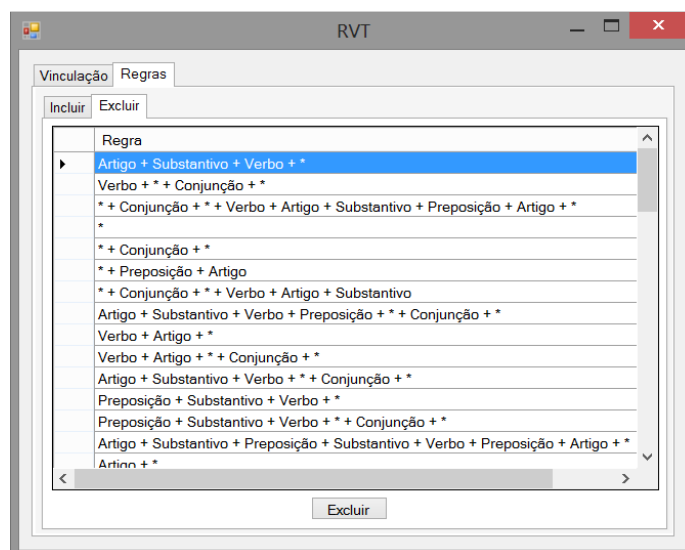 RVT
Vinculação Regras
Incluir Excluir
Regra
Artigo + Substantivo + Verbo + *
Verbo + * + Conjunção + *
* + Conjunção + * + Verbo + Artigo + Substantivo + Preposição + Artigo + *
*
* + Conjunção + *
* + Preposição + Artigo
* + Conjunção + * + Verbo + Artigo + Substantivo
Artigo + Substantivo + Verbo + Preposição + * + Conjunção + *
Verbo + Artigo + *
Verbo + Artigo + * + Conjunção + *
Artigo + Substantivo + Verbo + * + Conjunção + *
Preposição + Substantivo + Verbo + *
Preposição + Substantivo + Verbo + * + Conjunção + *
Artigo + Substantivo + Preposição + Substantivo + Verbo + Preposição + Artigo + *
Artigo + *
Excluir